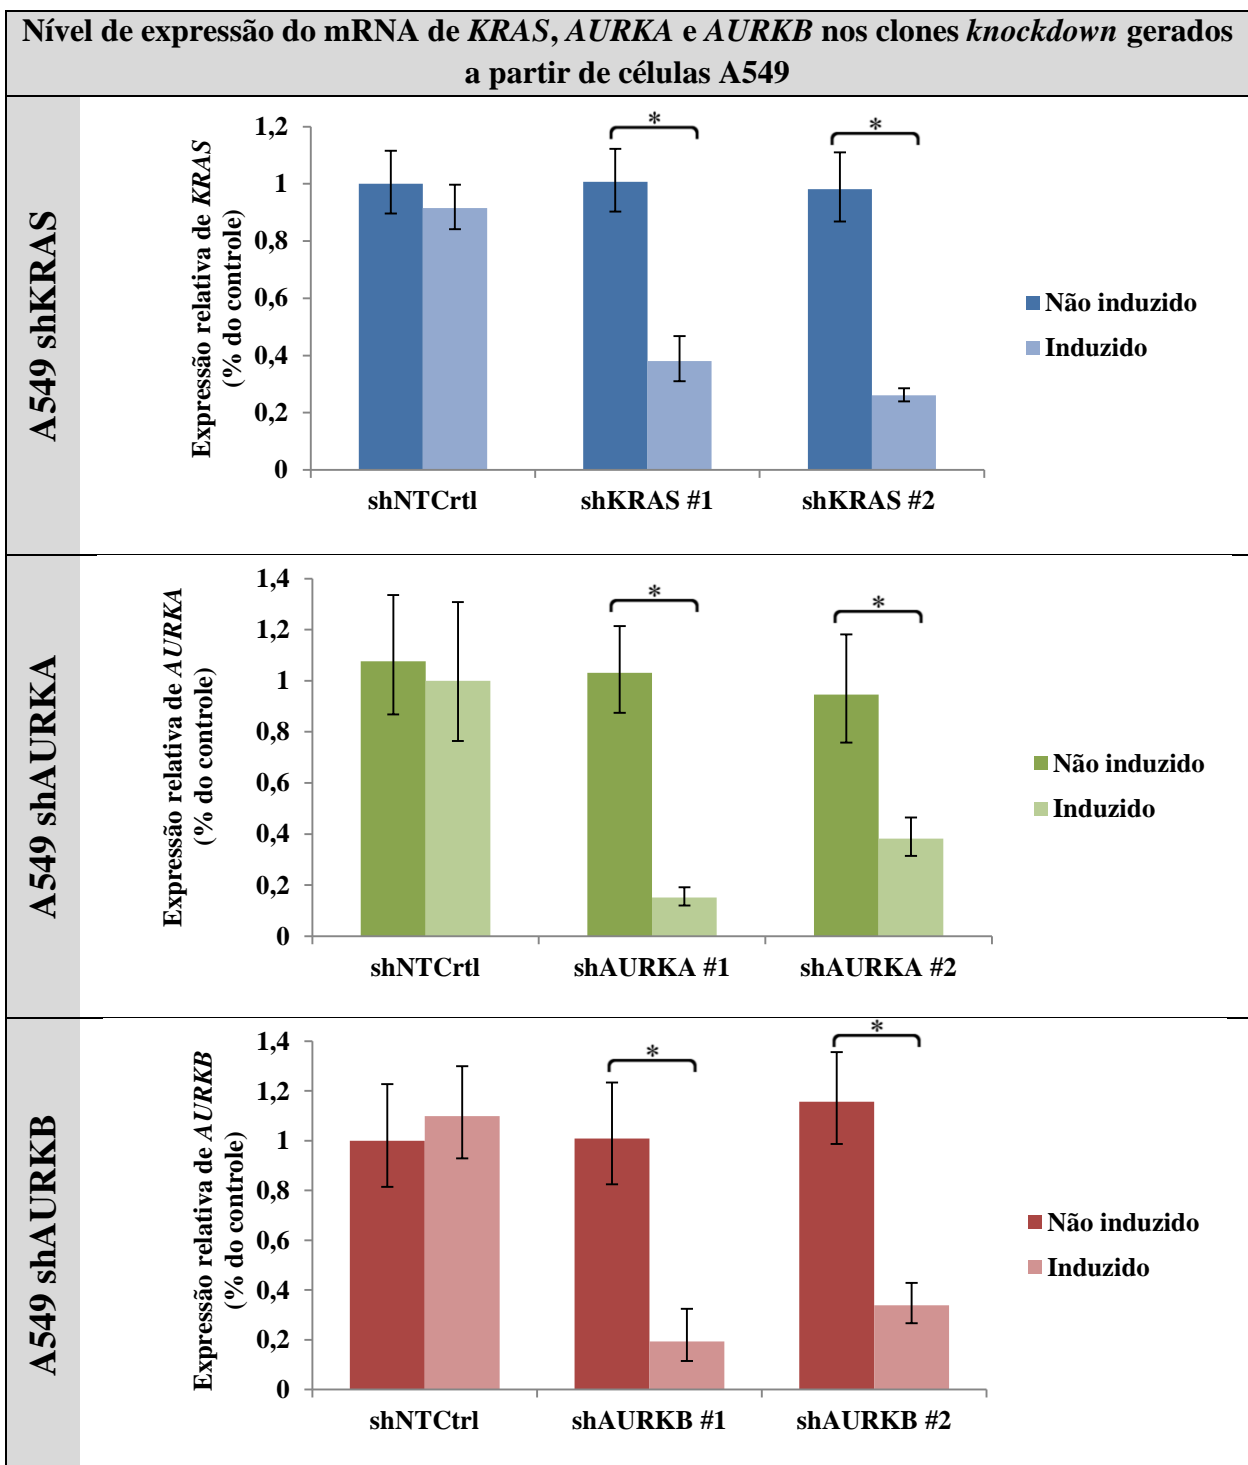 Nível de expressão do mRNA de KRAS, AURKA e AURKB nos clones knockdown gerados
a partir de células A549
A549 shKRAS
Expressão relativa de KRAS
(% do controle)
1,2
1
0,8
0,6
0,4
0,2
0
*
*
shNTCrtl
shKRAS #1
shKRAS #2
Não induzido
Induzido
A549 shAURKA
Expressão relativa de AURKA
(% do controle)
1,4
1,2
1
0,8
0,6
0,4
0,2
0
*
*
shNTCrtl
shAURKA #1
shAURKA #2
Não induzido
Induzido
A549 shAURKB
Expressão relativa de AURKB
(% do controle)
1,4
1,2
1
0,8
0,6
0,4
0,2
0
*
*
shNTCtrl
shAURKB #1
shAURKB #2
Não induzido
Induzido